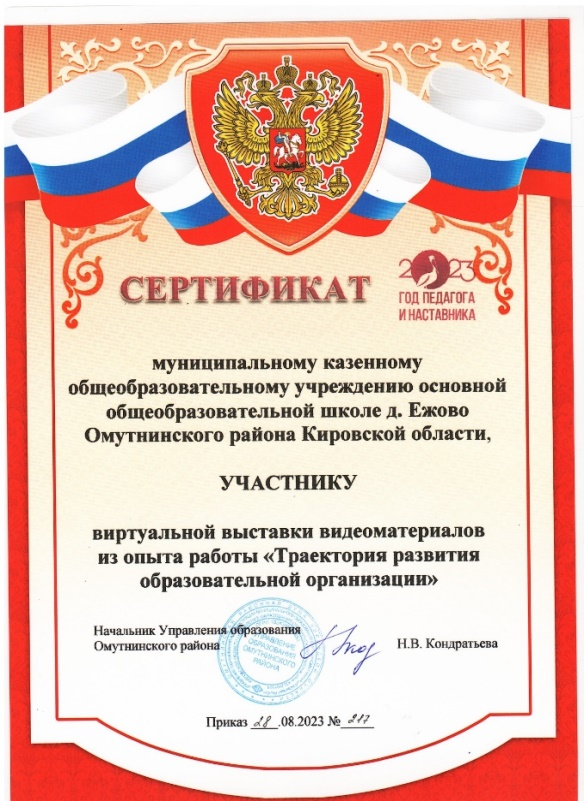 СЕРТИФИКАТ
2023
ГОД ПЕДАГОГА
И НАСТАВНИКА
муниципальному казенному
общеобразовательному учреждению основной
общеобразовательной школе д. Ежово
Омутнинского района Кировской области,
УЧАСТНИКУ
виртуальной выставки видеоматериалов
из опыта работы «Траектория развития
образовательной организации»
Начальник Управления образования
Омутнинского района
Н.В. Кондратьева
УПРАВЛЕНИЕ
ОБРАЗОВАНИЯ
ОМУТНИНСКОГО
РАЙОНА
Приказ 28.08.2023 № 217